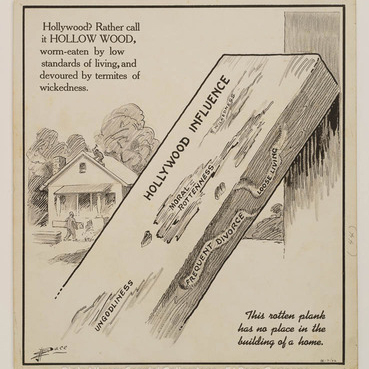 Hollywood? Rather call
it HOLLOW WOOD,
worm-eaten by low
standards of living, and
devoured by termites of
wickedness.
HOLLYWOOD INFLUENCE
MORAL
ROTTENNESS
LOOSE LIVING
FREQUENT DIVORCE
UNGODLINESS
This rotten plank
has no place in the
building of a home.